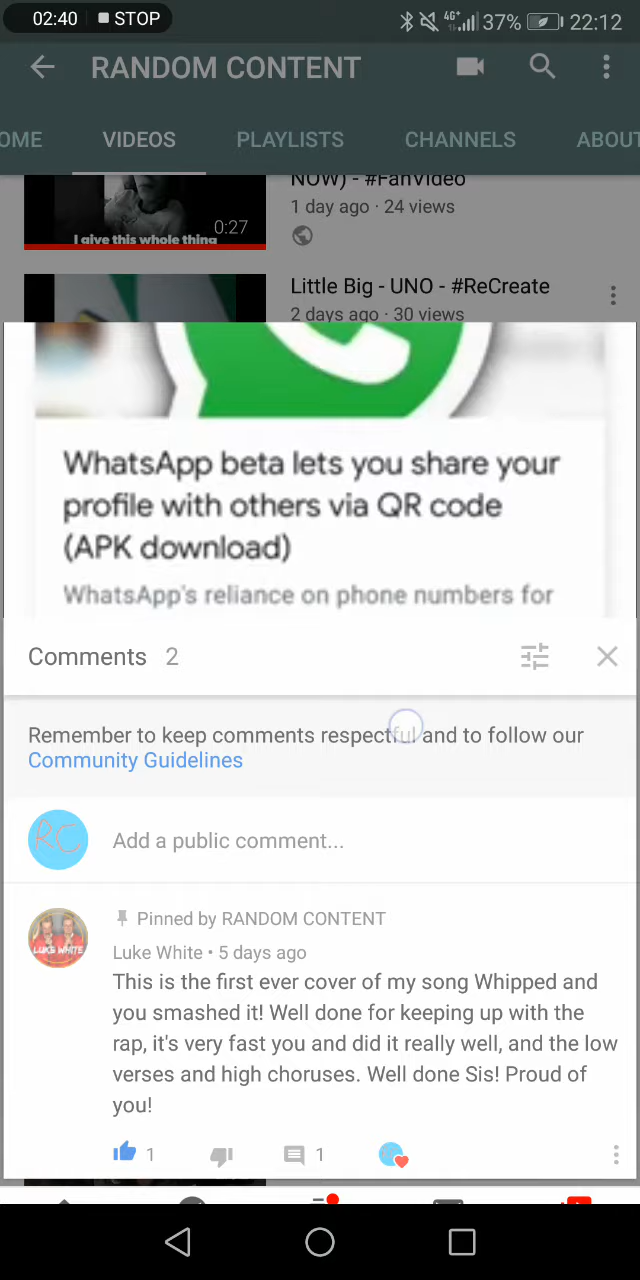 02:40 STOP 4G+ 37% 22:12
RANDOM CONTENT
OME VIDEOS PLAYLISTS CHANNELS ABOUT
NOW) - #FanVideo
1 day ago · 24 views
0:27
I give this whole thing
Little Big - UNO - #ReCreate
2 days ago · 30 views
WhatsApp beta lets you share your
profile with others via QR code
(APK download)
WhatsApp's reliance on phone numbers for
Comments 2
Remember to keep comments respectful and to follow our
Community Guidelines
RC
Add a public comment...
Pinned by RANDOM CONTENT
LUKE WHITE
Luke White • 5 days ago
This is the first ever cover of my song Whipped and
you smashed it! Well done for keeping up with the
rap, it's very fast you and did it really well, and the low
verses and high choruses. Well done Sis! Proud of
you!
1 1